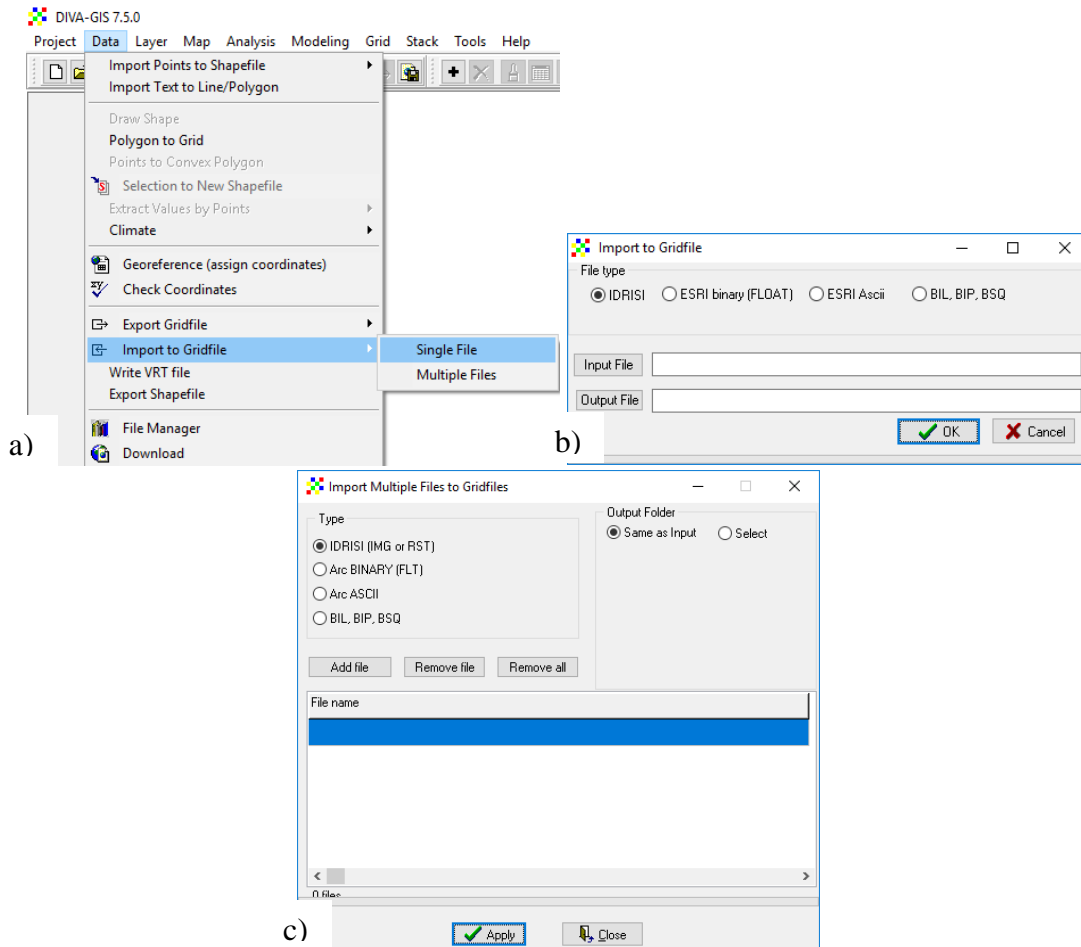 DIVA-GIS 7.5.0
Project Data Layer Map Analysis Modeling Grid Stack Tools Help
Import Points to Shapefile
Import Text to Line/Polygon
Draw Shape
Polygon to Grid
Points to Convex Polygon
Selection to New Shapefile
Extract Values by Points
Climate
Georeference (assign coordinates)
Check Coordinates
Export Gridfile
Import to Gridfile
Single File
Multiple Files
Write VRT file
Export Shapefile
File Manager
Download
a)
Import to Gridfile
File type
IDRISI ESRI binary (FLOAT) ESRI Ascii BIL, BIP, BSQ
Input File
Output File
OK Cancel
b)
Import Multiple Files to Gridfiles
Type
IDRISI (IMG or RST)
Arc BINARY (FLT)
Arc ASCII
BIL, BIP, BSQ
Output Folder
Same as Input Select
Add file Remove file Remove all
File name
0 files
Apply Close
c)